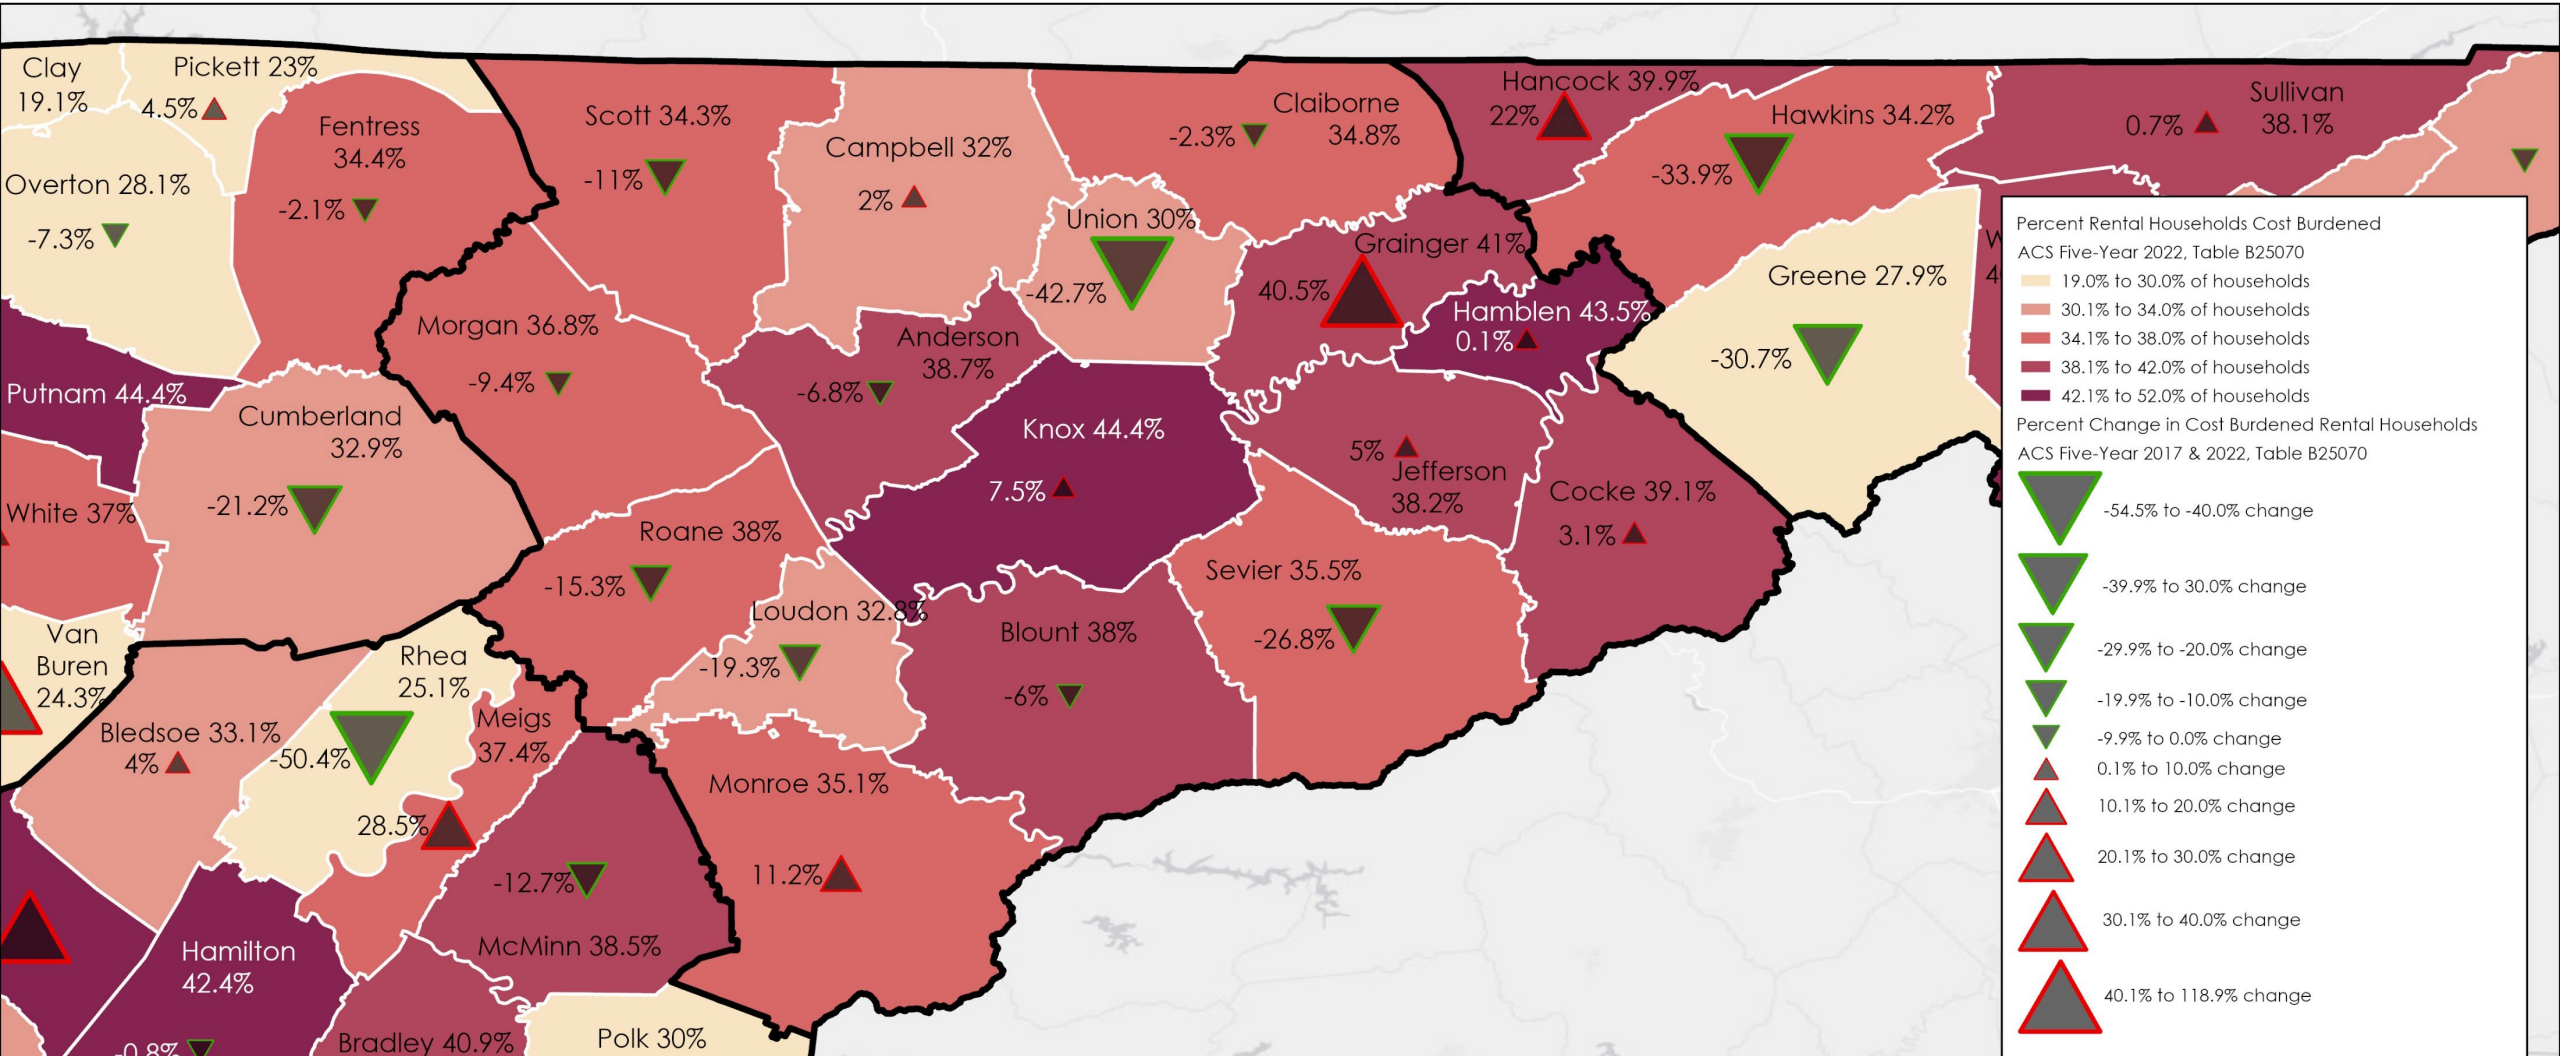 Clay
19.1%
Pickett 23%
4.5%
Fentress
34.4%
-2.1%
Overton 28.1%
-7.3%
Scott 34.3%
-11%
Campbell 32%
2%
Claiborne
-2.3%
34.8%
Hancock 39.9%
22%
Hawkins 34.2%
-33.9%
Sullivan
0.7%
38.1%
Union 30%
-42.7%
Grainger 41%
40.5%
Hamblen 43.5%
0.1%
Greene 27.9%
-30.7%
Morgan 36.8%
-9.4%
Anderson
38.7%
-6.8%
Putnam 44.4%
Cumberland
32.9%
-21.2%
White 37%
Knox 44.4%
7.5%
5%
Jefferson
38.2%
Cocke 39.1%
3.1%
Roane 38%
-15.3%
Loudon 32.8%
-19.3%
Blount 38%
-6%
Sevier 35.5%
-26.8%
Van
Buren
24.3%
Rhea
25.1%
-50.4%
Bledsoe 33.1%
4%
Meigs
37.4%
28.5%
Monroe 35.1%
11.2%
-12.7%
McMinn 38.5%
Hamilton
42.4%
-0.8%
Bradley 40.9%
Polk 30%
Percent Rental Households Cost Burdened
ACS Five-Year 2022, Table B25070
19.0% to 30.0% of households
30.1% to 34.0% of households
34.1% to 38.0% of households
38.1% to 42.0% of households
42.1% to 52.0% of households
Percent Change in Cost Burdened Rental Households
ACS Five-Year 2017 & 2022, Table B25070
-54.5% to -40.0% change
-39.9% to 30.0% change
-29.9% to -20.0% change
-19.9% to -10.0% change
-9.9% to 0.0% change
0.1% to 10.0% change
10.1% to 20.0% change
20.1% to 30.0% change
30.1% to 40.0% change
40.1% to 118.9% change